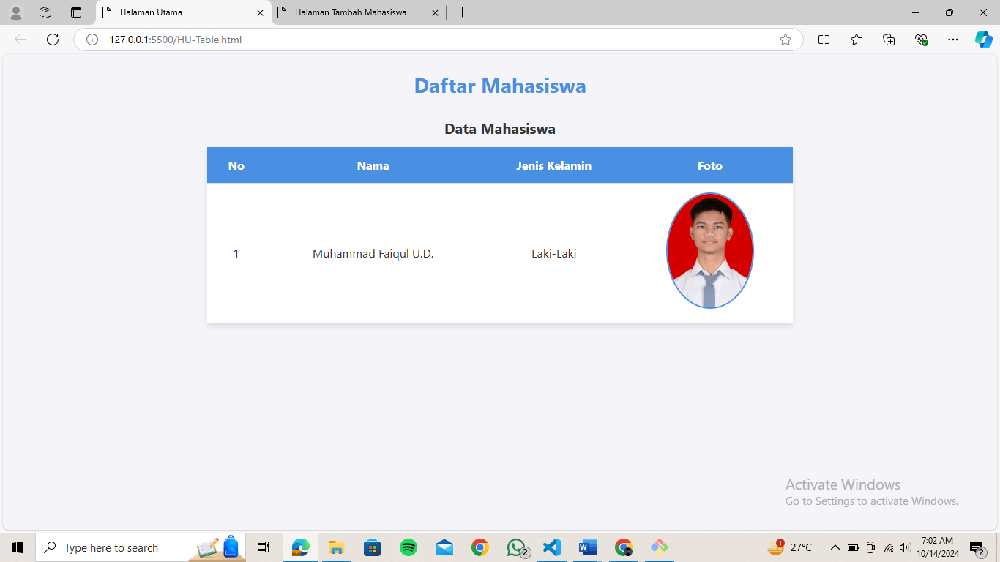 Halaman Utama
Halaman Tambah Mahasiswa
127.0.0.1:5500/HU-Table.html
Daftar Mahasiswa
Data Mahasiswa
No Nama Jenis Kelamin Foto
1 Muhammad Faiqul U.D. Laki-Laki
Activate Windows
Go to Settings to activate Windows.
Type here to search
2
1
27°C
7:02 AM
10/14/2024
2